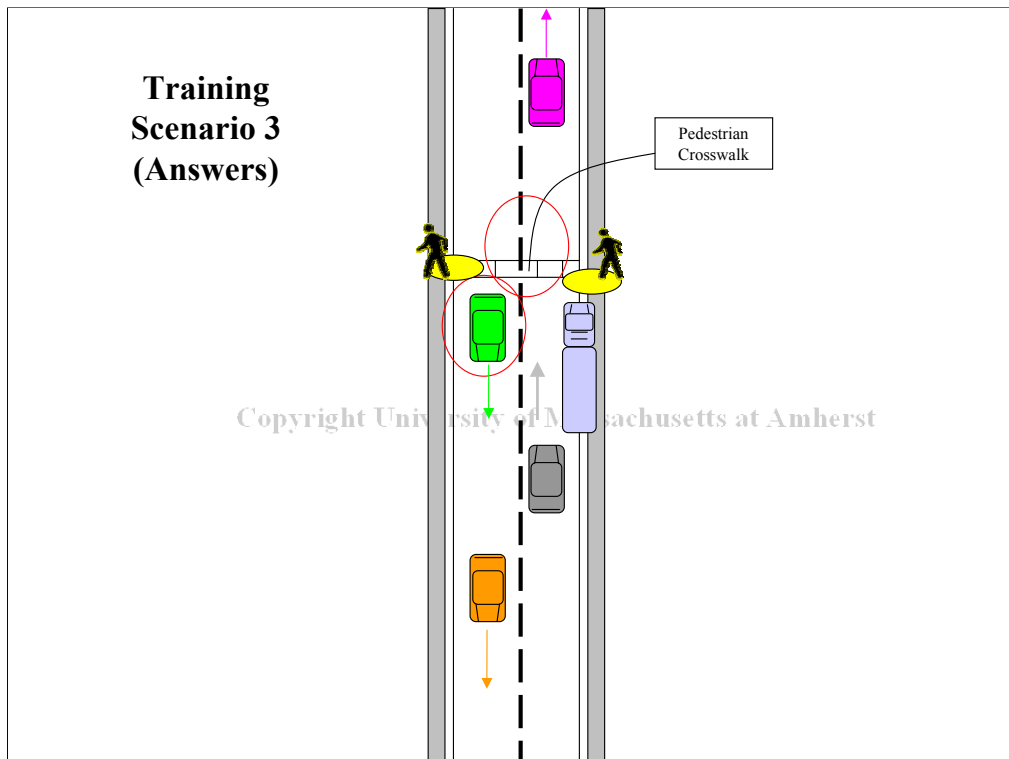 Training
Scenario 3
(Answers)
Pedestrian
Crosswalk
Copyright University of Massachusetts at Amherst